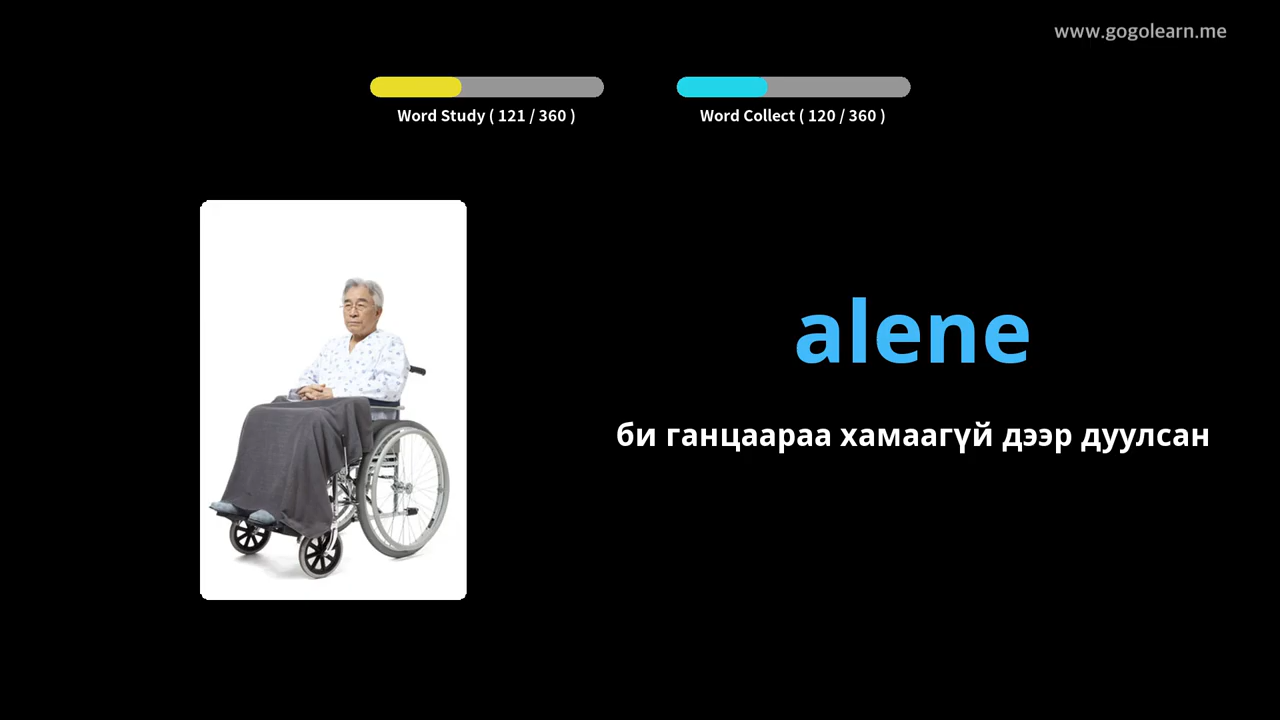 www.gogolearn.me
Word Study ( 121 / 360 )
Word Collect ( 120 / 360 )
alene
би ганцаараа хамаагүй дээр дуулсан